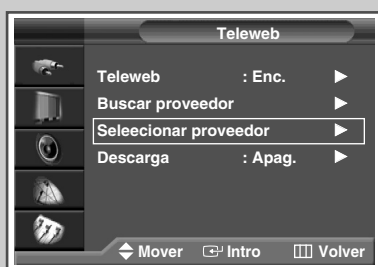 Teleweb
Teleweb : Enc.
Buscar proveedor
Seleecionar proveedor
Descarga : Apag.
Mover Intro Volver